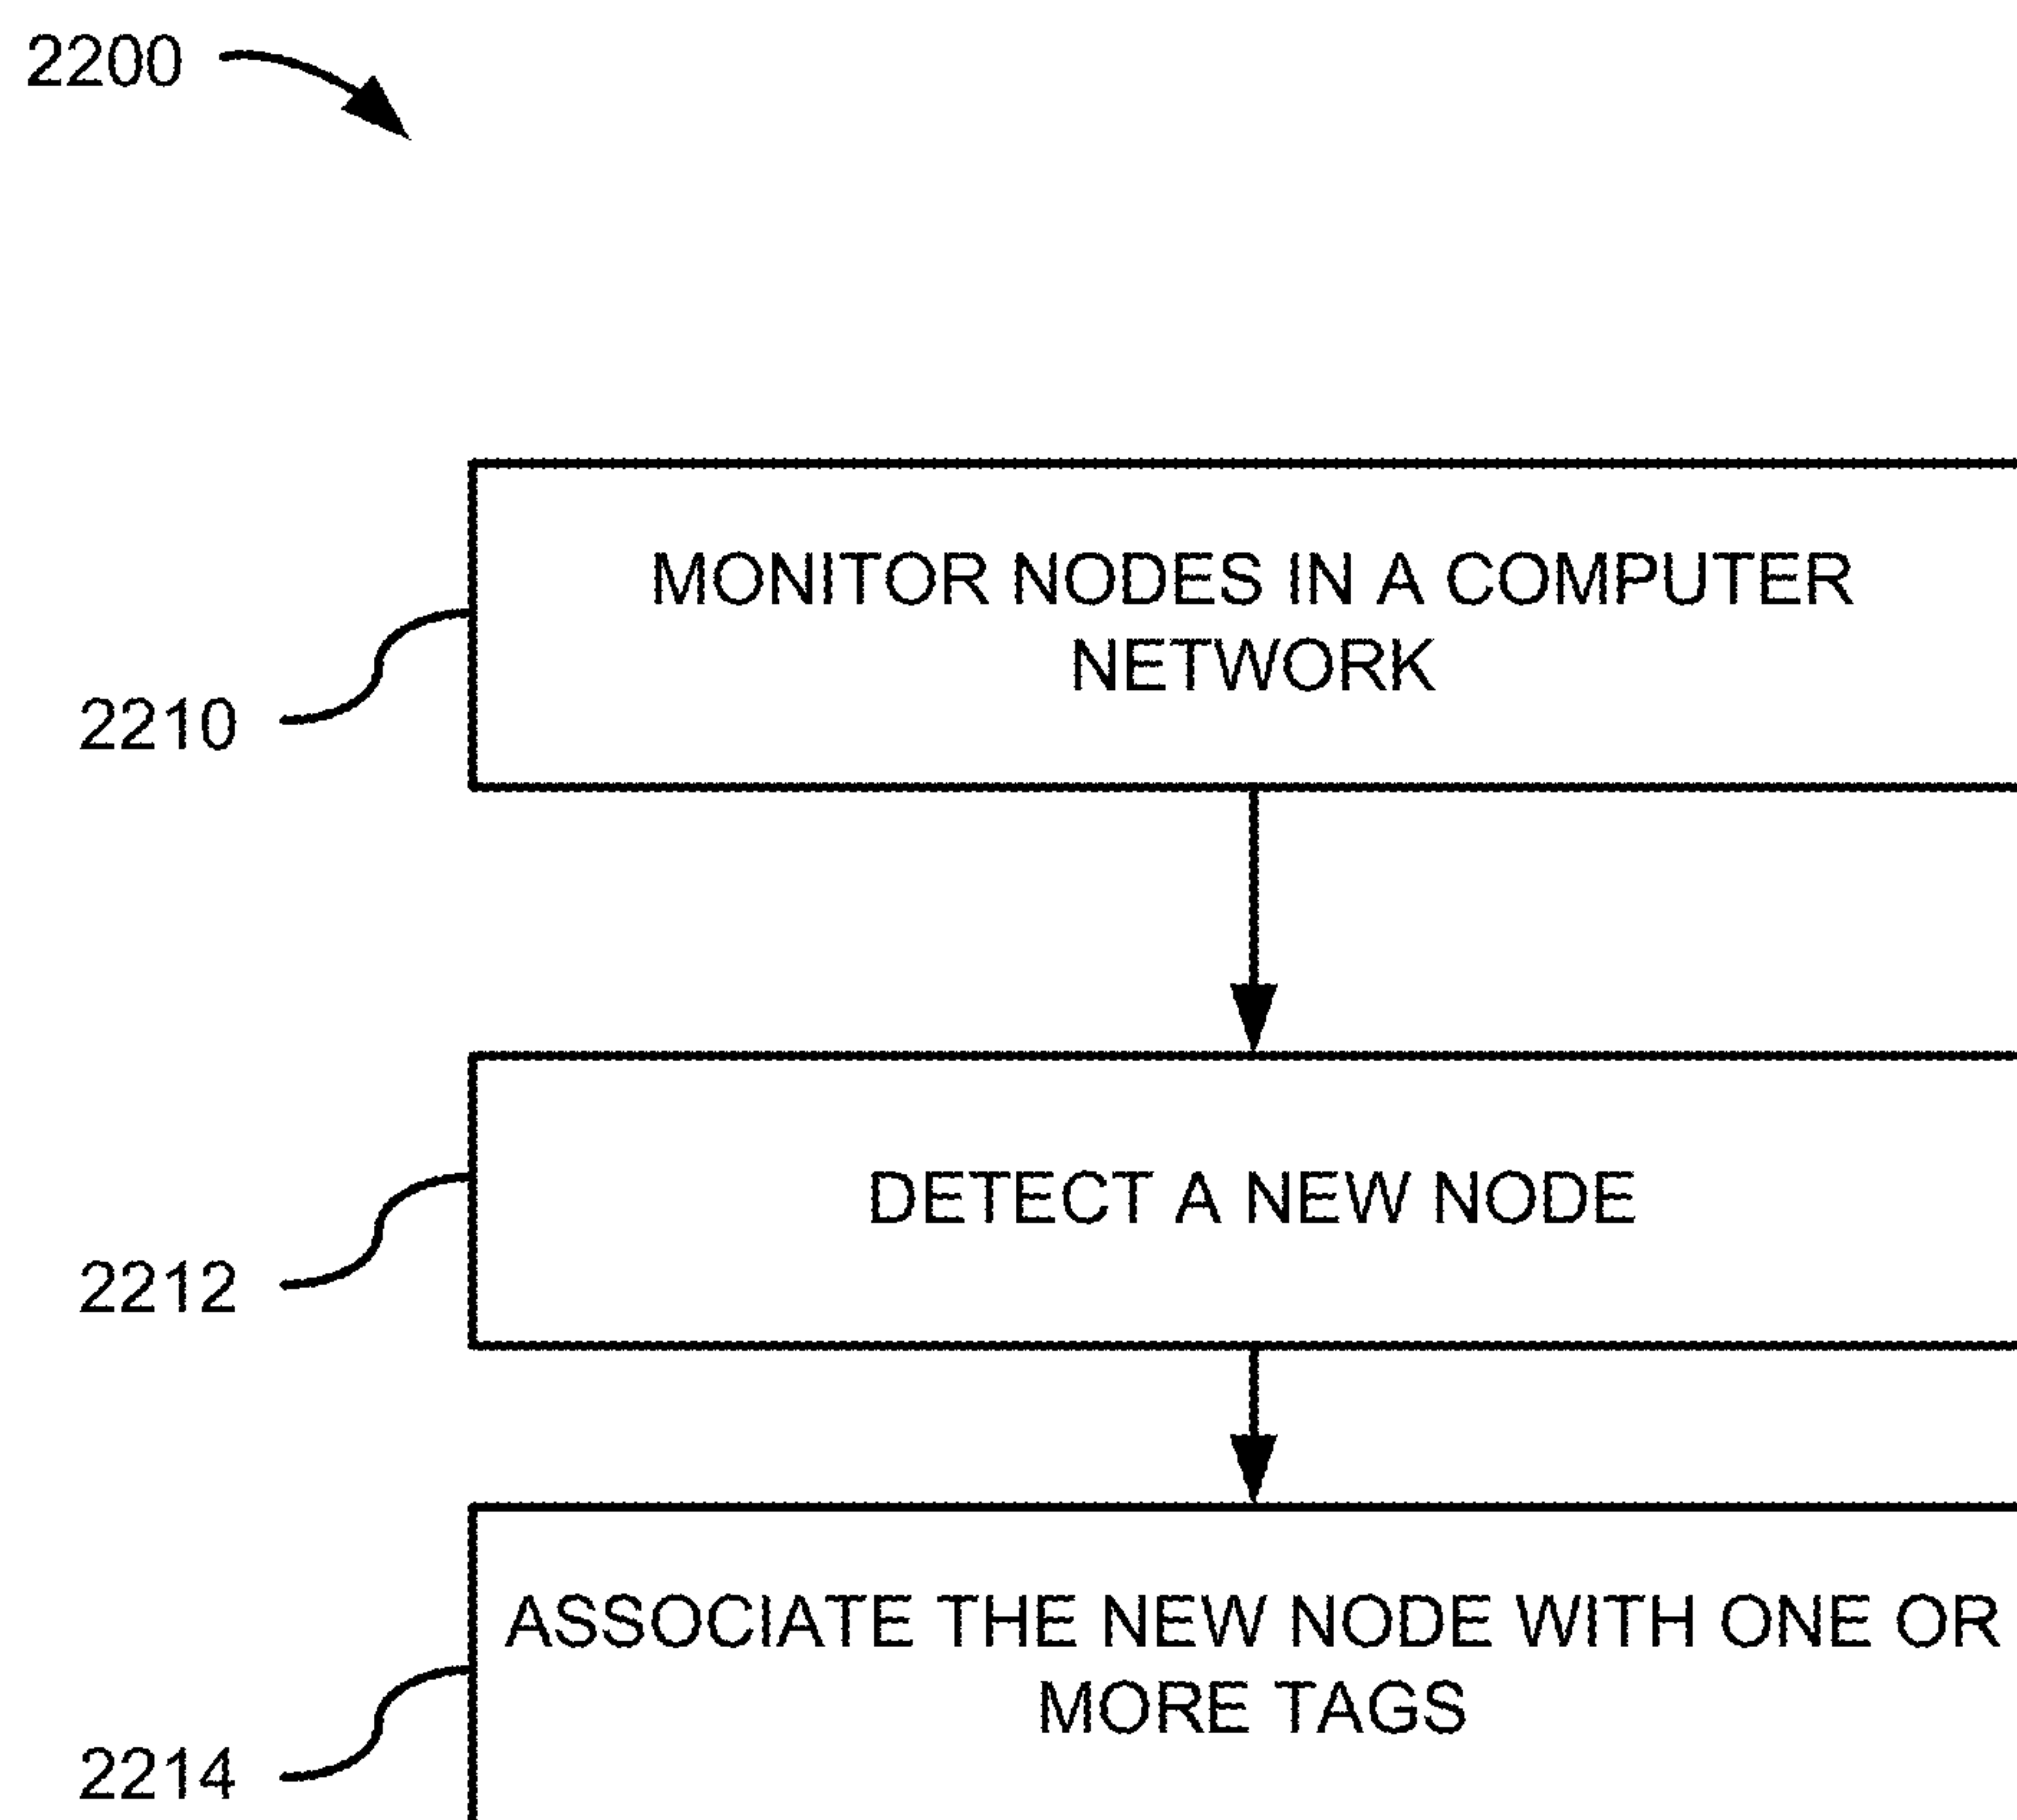 2200
MONITOR NODES IN A COMPUTER
NETWORK
2210
DETECT A NEW NODE
2212
ASSOCIATE THE NEW NODE WITH ONE OR
MORE TAGS
2214